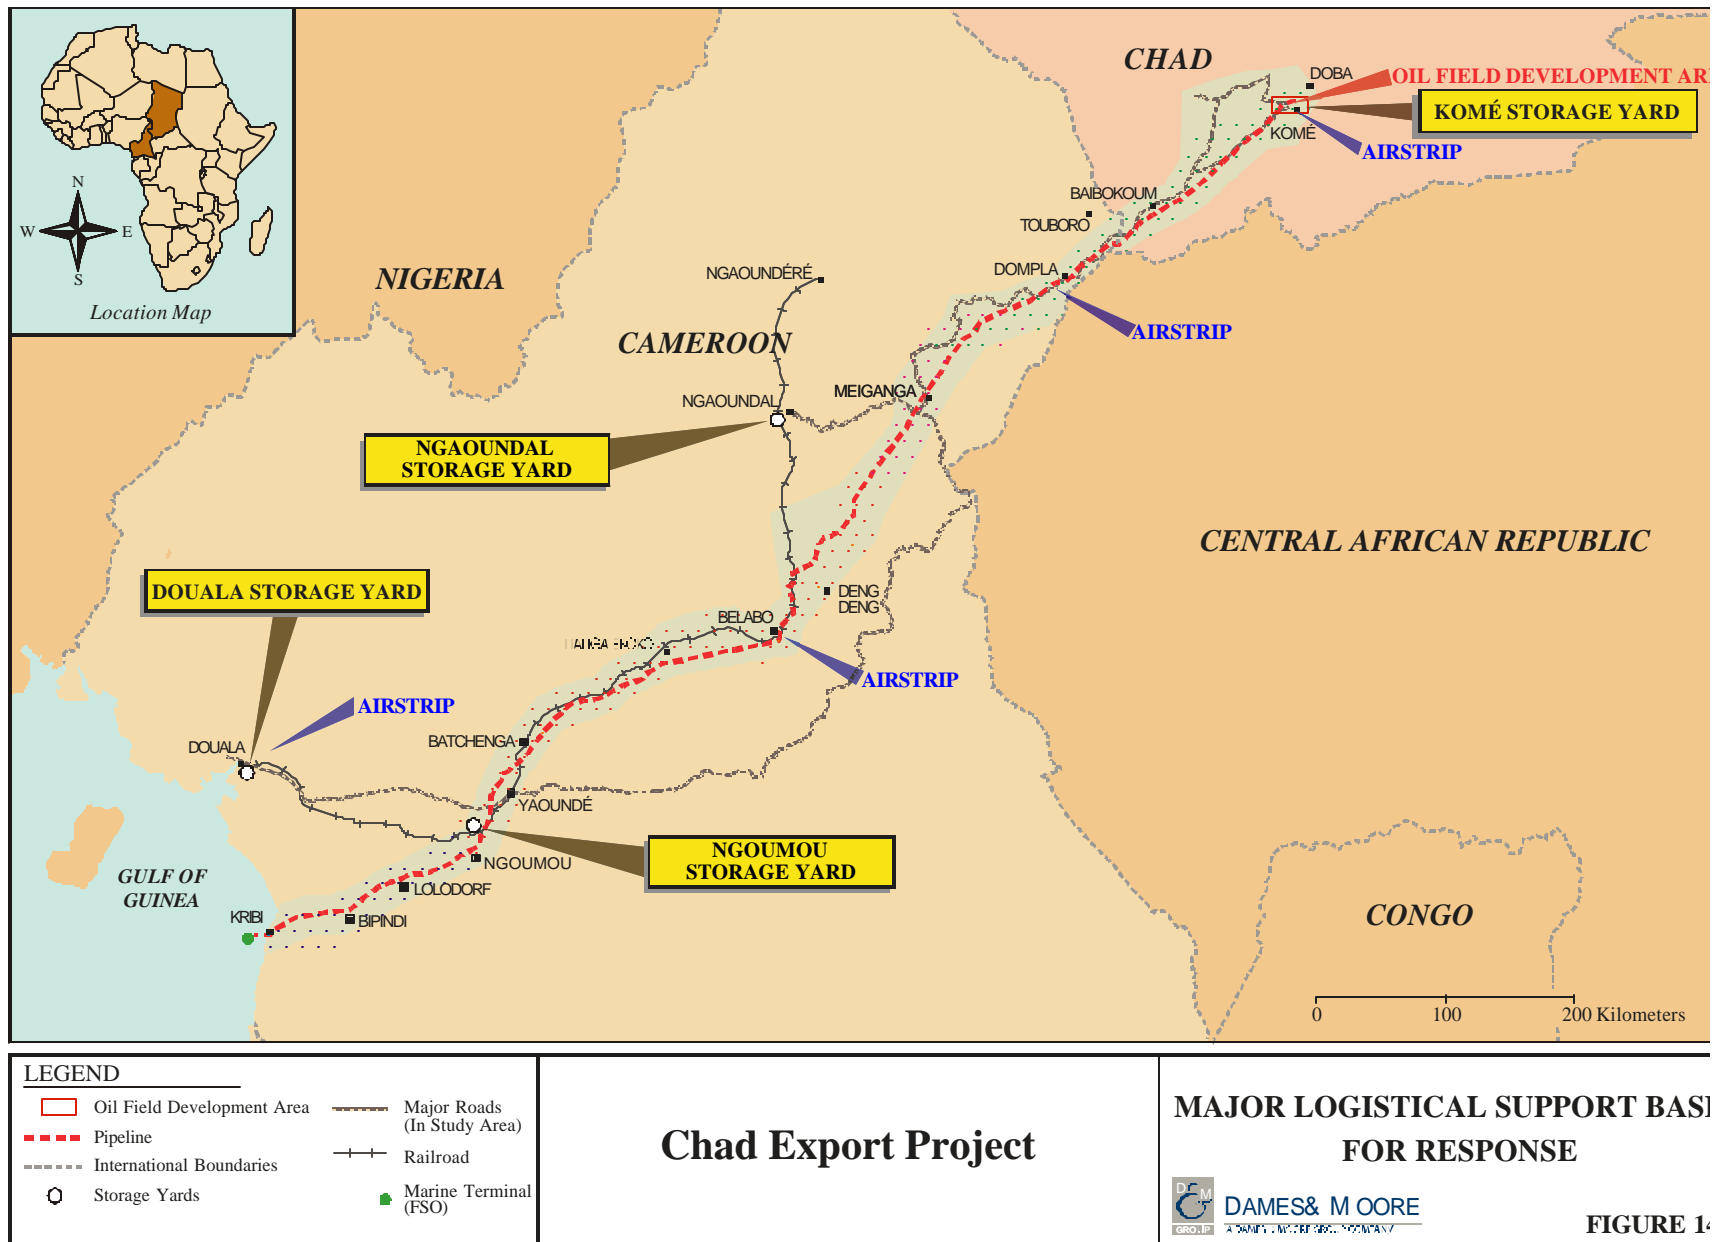 CHAD
DOBA
OIL FIELD DEVELOPMENT AR
KOMÉ STORAGE YARD
KOMÉ
AIRSTRIP
BAIBOKOUM
TOUBORO
N
W E
S
Location Map
NIGERIA
NGAOUNDÉRÉ
DOMPLA
CAMEROON
AIRSTRIP
MEIGANGA
NGAOUNDAL
NGAOUNDAL
STORAGE YARD
CENTRAL AFRICAN REPUBLIC
DOUALA STORAGE YARD
DENG
DENG
BELABO
AIRSTRIP
AIRSTRIP
DOUALA
BATCHENGA
YAOUNDÉ
NGOUMOU
STORAGE YARD
NGOUMOU
GULF OF
GUINEA
LOLODORF
KRIBI
BIPINDI
CONGO
0 100 200 Kilometers
LEGEND
Oil Field Development Area
Pipeline
International Boundaries
Storage Yards
Major Roads
(In Study Area)
Railroad
Marine Terminal
(FSO)
Chad Export Project
MAJOR LOGISTICAL SUPPORT BAS
FOR RESPONSE
D & M
GROUP
DAMES & MOORE
FIGURE 14